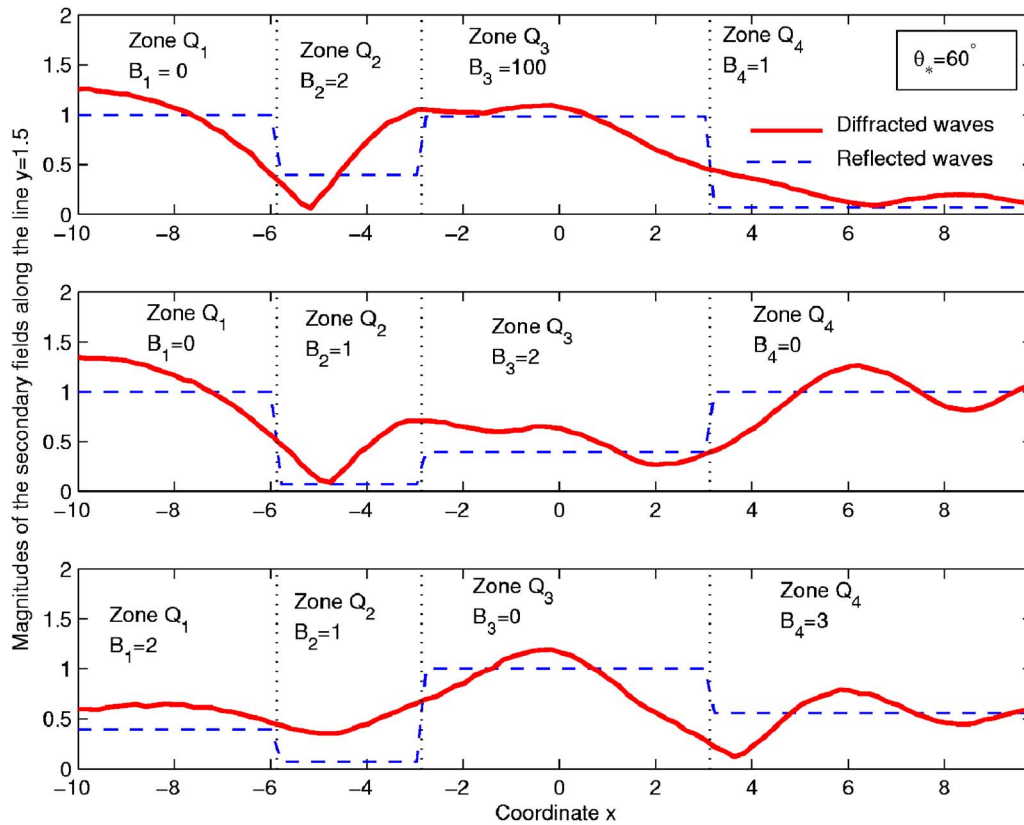 Magnitudes of the secondary fields along the line y=1.5
2
1.5
1
0.5
0
Zone Q₁
B₁ = 0
Zone Q₂
B₂=2
Zone Q₃
B₃=100
Zone Q₄
B₄=1
θ*=60°
Diffracted waves
Reflected waves
−10 −8 −6 −4 −2 0 2 4 6 8
2
1.5
1
0.5
0
Zone Q₁
B₁=0
Zone Q₂
B₂=1
Zone Q₃
B₃=2
Zone Q₄
B₄=0
−10 −8 −6 −4 −2 0 2 4 6 8
2
1.5
1
0.5
0
Zone Q₁
B₁=2
Zone Q₂
B₂=1
Zone Q₃
B₃=0
Zone Q₄
B₄=3
−10 −8 −6 −4 −2 0 2 4 6 8
Coordinate x